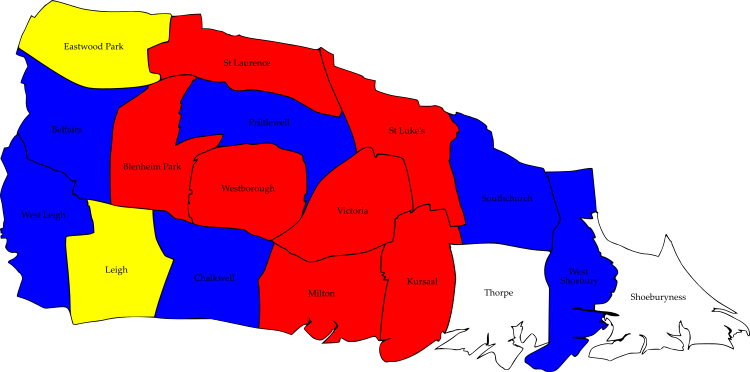 Eastwood Park
St Laurence
Belfairs
Prittlewell
St Luke's
Blenheim Park
Westborough
Southchurch
West Leigh
Victoria
Leigh
Chalkwell
Milton
Kursaal
Thorpe
West
Shoebury
Shoeburyness